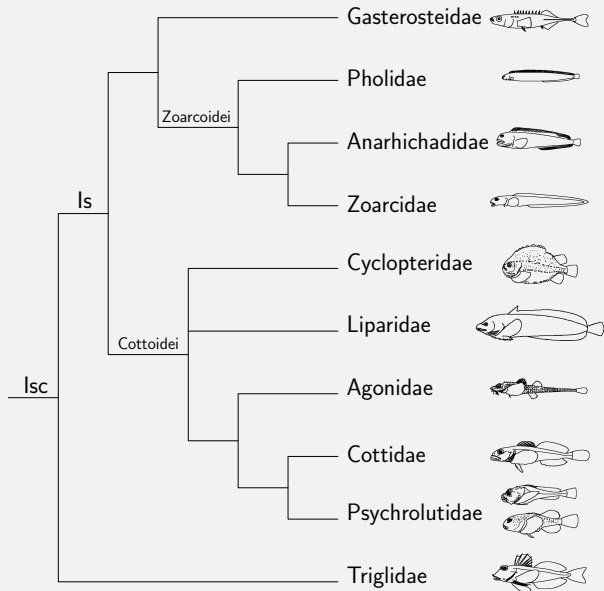 Gasterosteidae
Pholidae
Zoarcoidei
Anarhichadidae
Is
Zoarcidae
Cyclopteridae
Liparidae
Cottoidei
Isc
Agonidae
Cottidae
Psychrolutidae
Triglidae